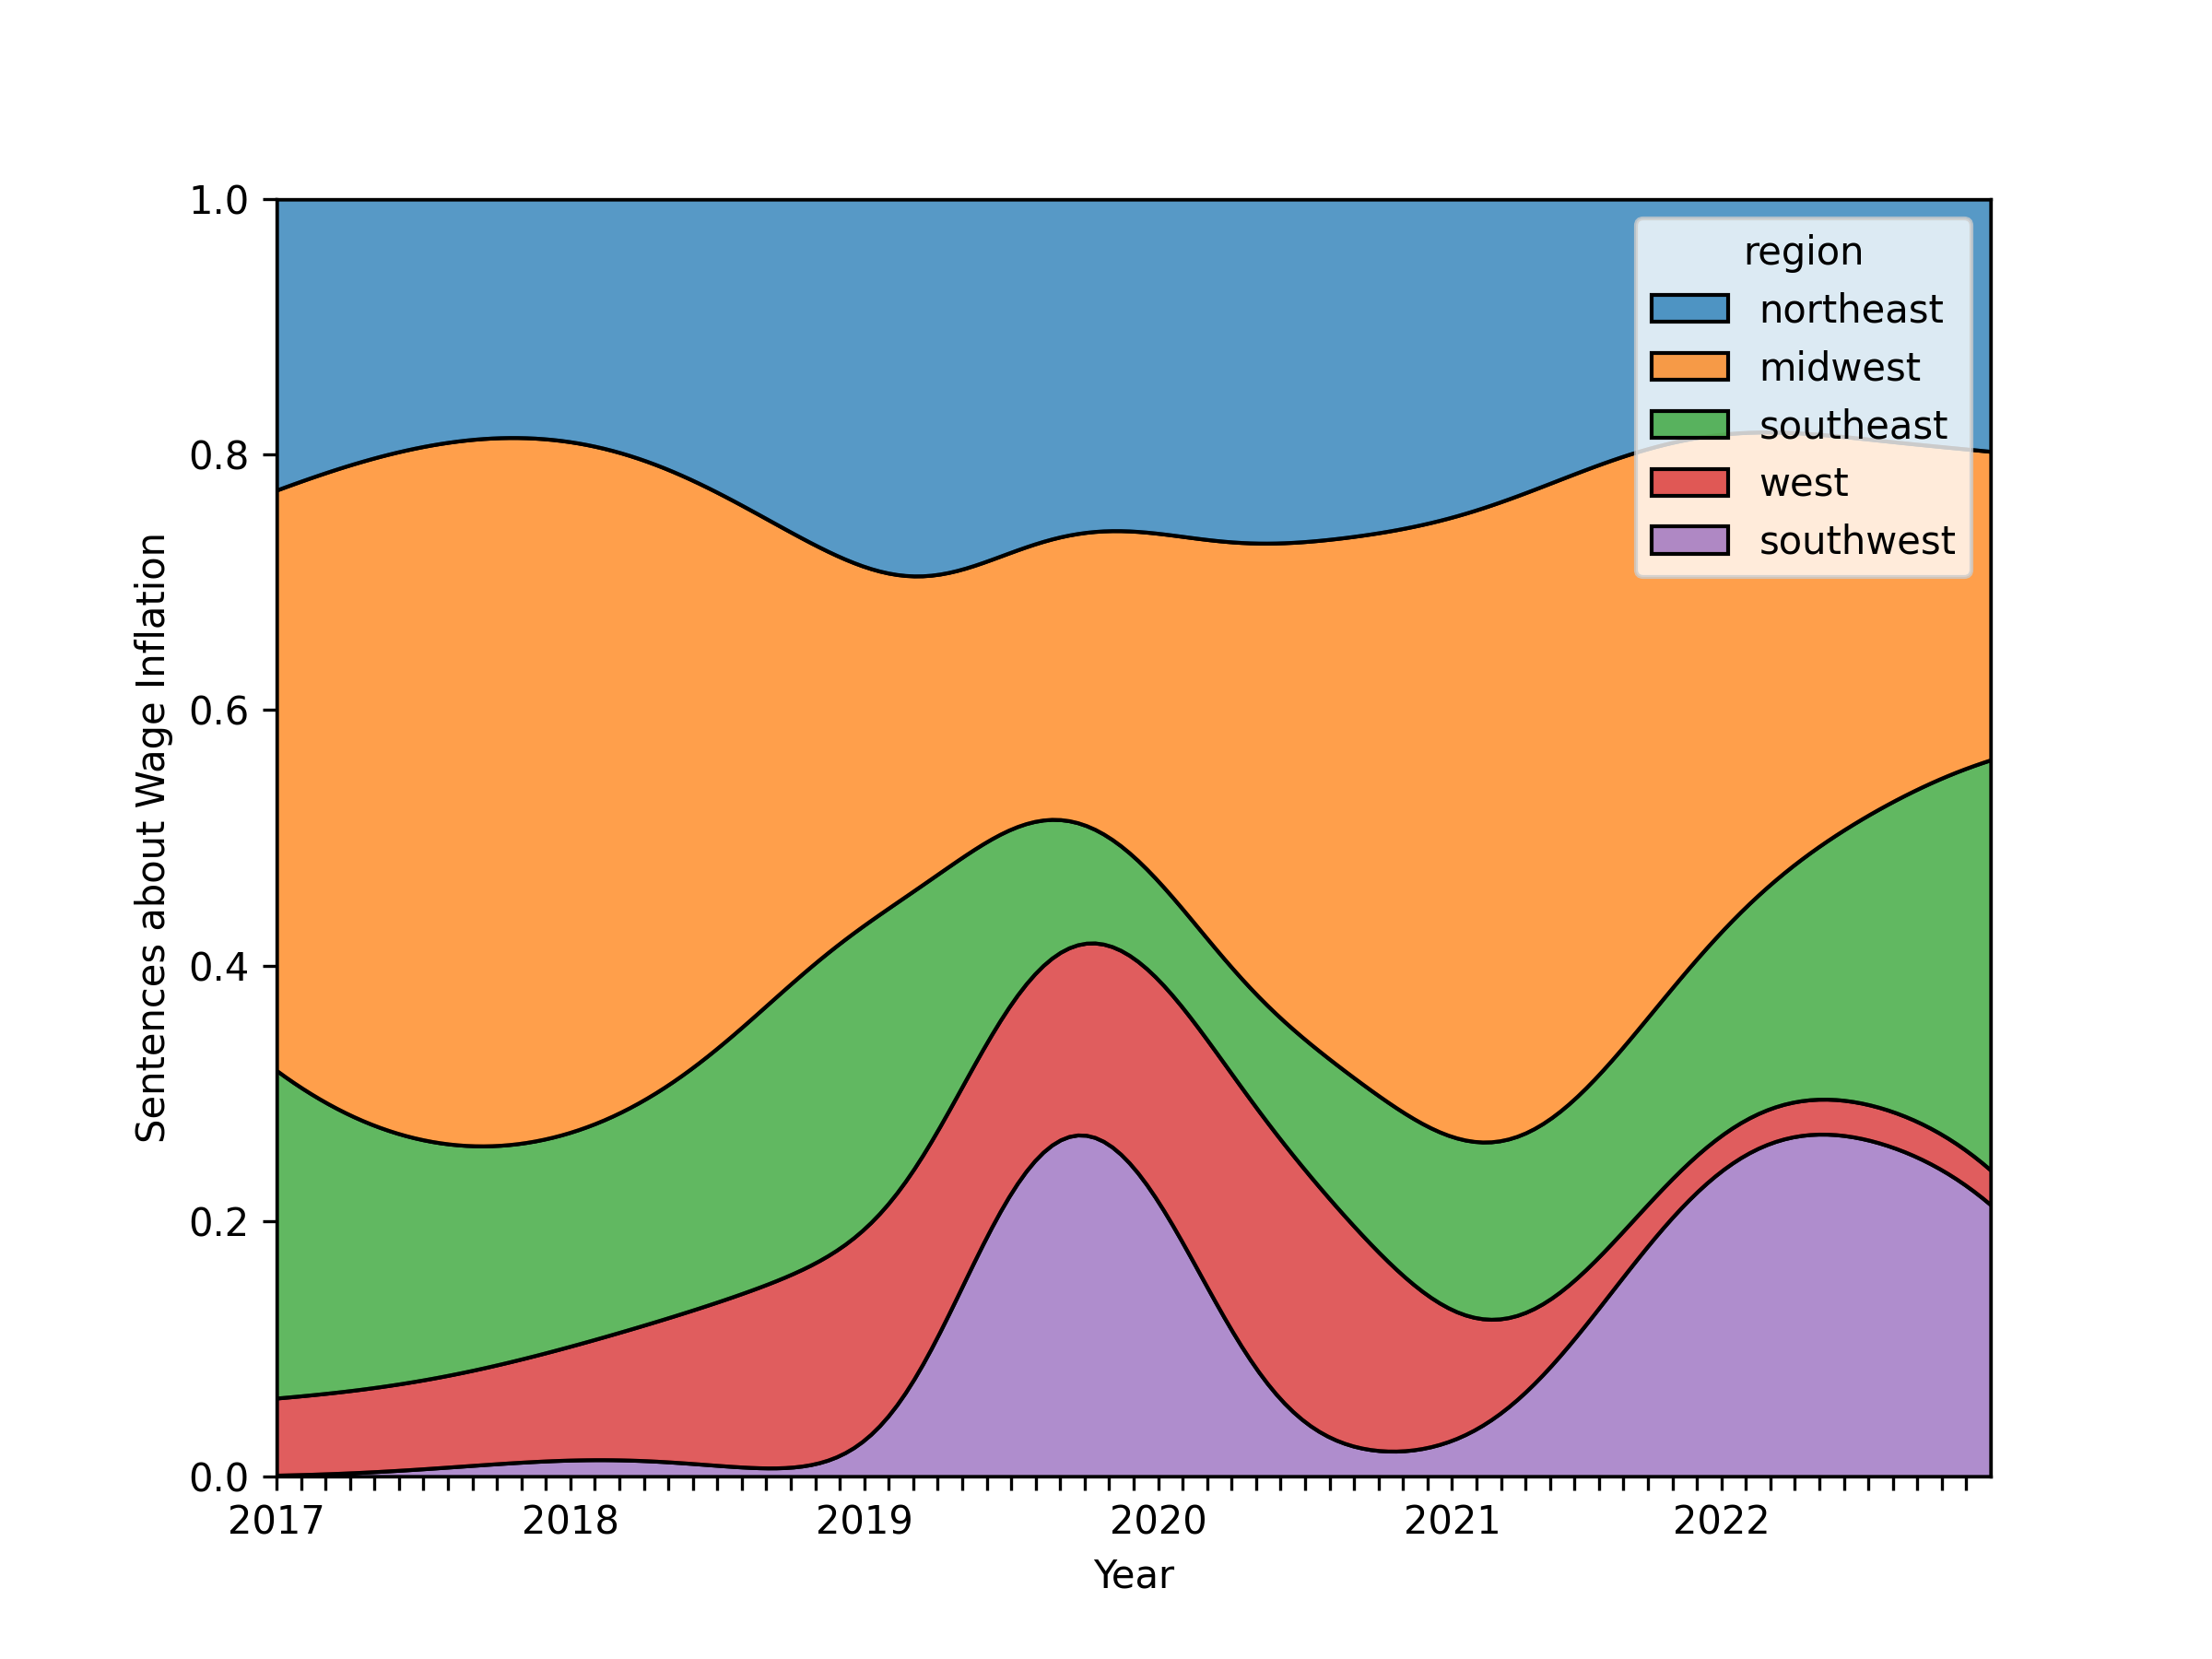 1.0
0.8
0.6
0.4
0.2
0.0
Sentences about Wage Inflation
region
northeast
midwest
southeast
west
southwest
2017 2018 2019 2020 2021 2022
Year